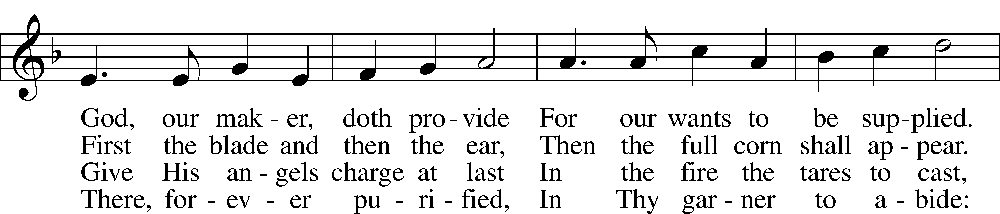 God, our mak - er, doth pro - vide For our wants to be sup - plied.
First the blade and then the ear, Then the full corn shall ap - pear.
Give His an - gels charge at last In the fire the tares to cast,
There, for - ev - er pu - ri - fied, In Thy gar - ner to a - bide: